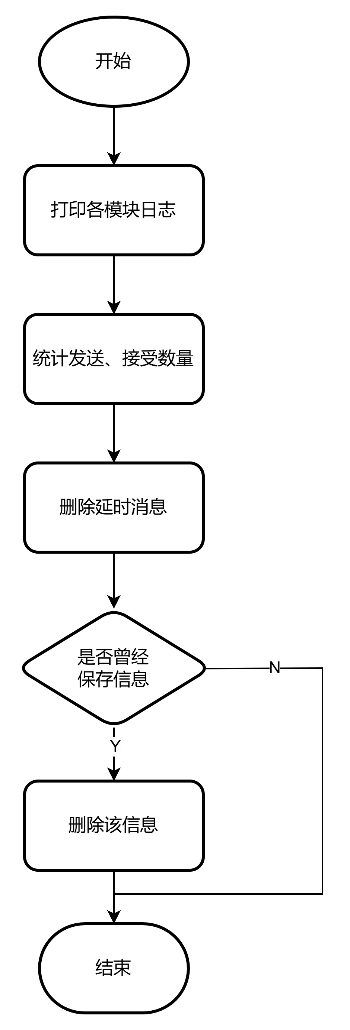 开始
打印各模块日志
统计发送、接受数量
删除延时消息
是否曾经
保存信息
N
Y
删除该信息
结束